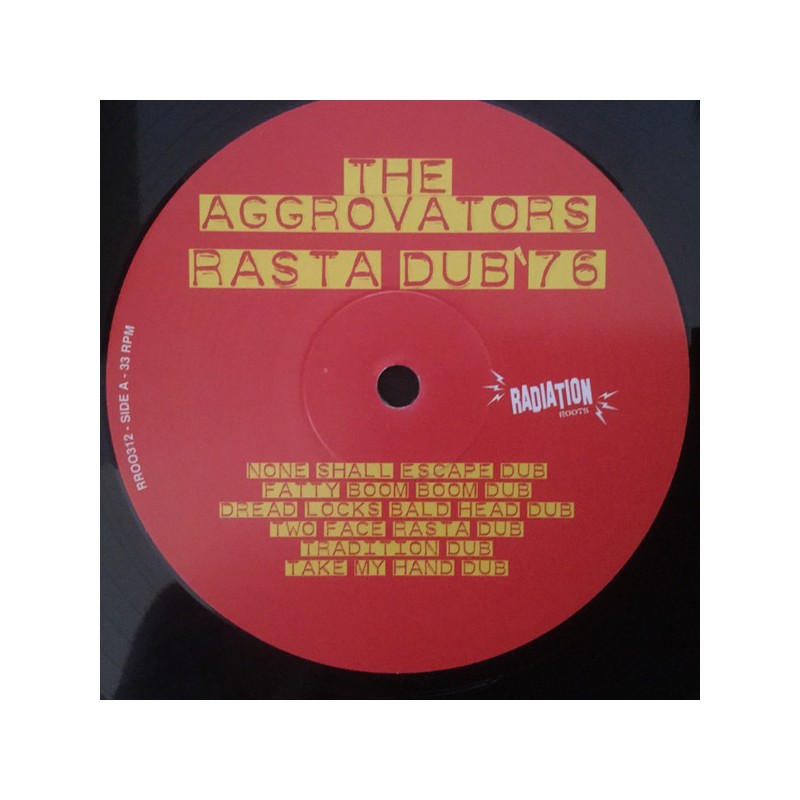 THE
AGGROVATORS
RASTA DUB '76
RROO312 - SIDE A - 33 RPM
RADIATION
ROOTS
NONE SHALL ESCAPE DUB
FATTY BOOM BOOM DUB
DREAD LOCKS BALD HEAD DUB
TWO FACE RASTA DUB
TRADITION DUB
TAKE MY HAND DUB